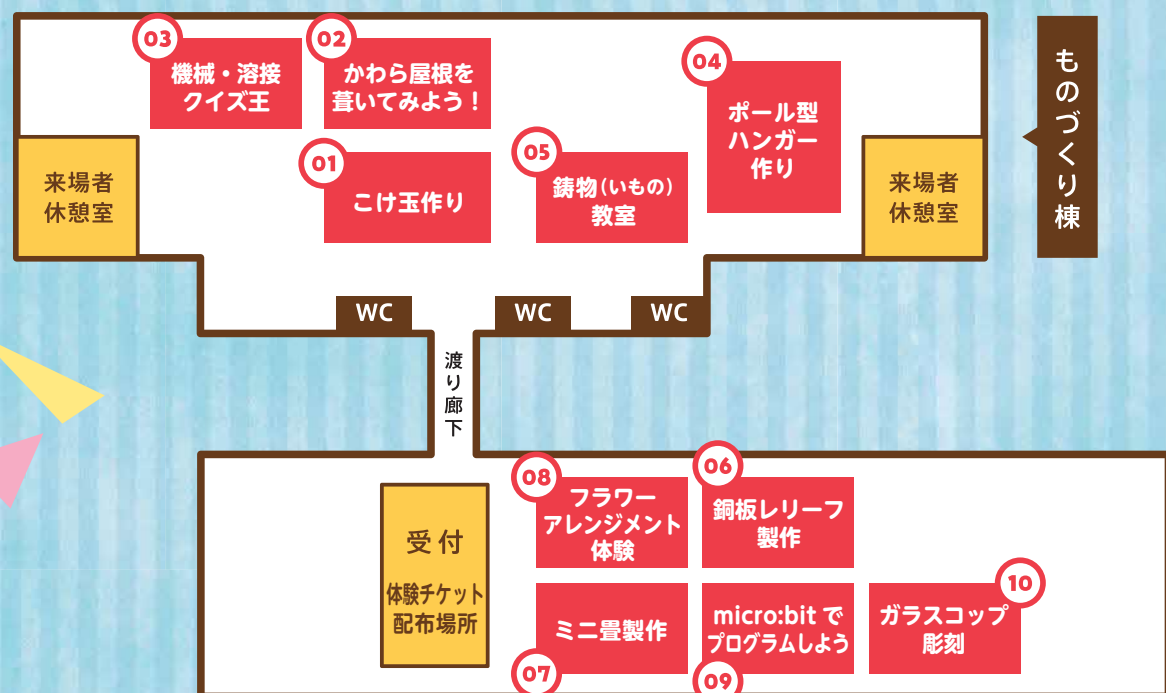 03
機械・溶接
クイズ王
02
かわら屋根を
葺いてみよう！
04
ポール型
ハンガー
作り
ものづくり棟
01
こけ玉作り
05
鋳物（いもの）
教室
来場者
休憩室
来場者
休憩室
WC
WC
WC
渡り廊下
受付
体験チケット
配布場所
08
フラワー
アレンジメント
体験
06
銅板レリーフ
製作
07
ミニ畳製作
09
micro:bitで
プログラムしよう
10
ガラスコップ
彫刻